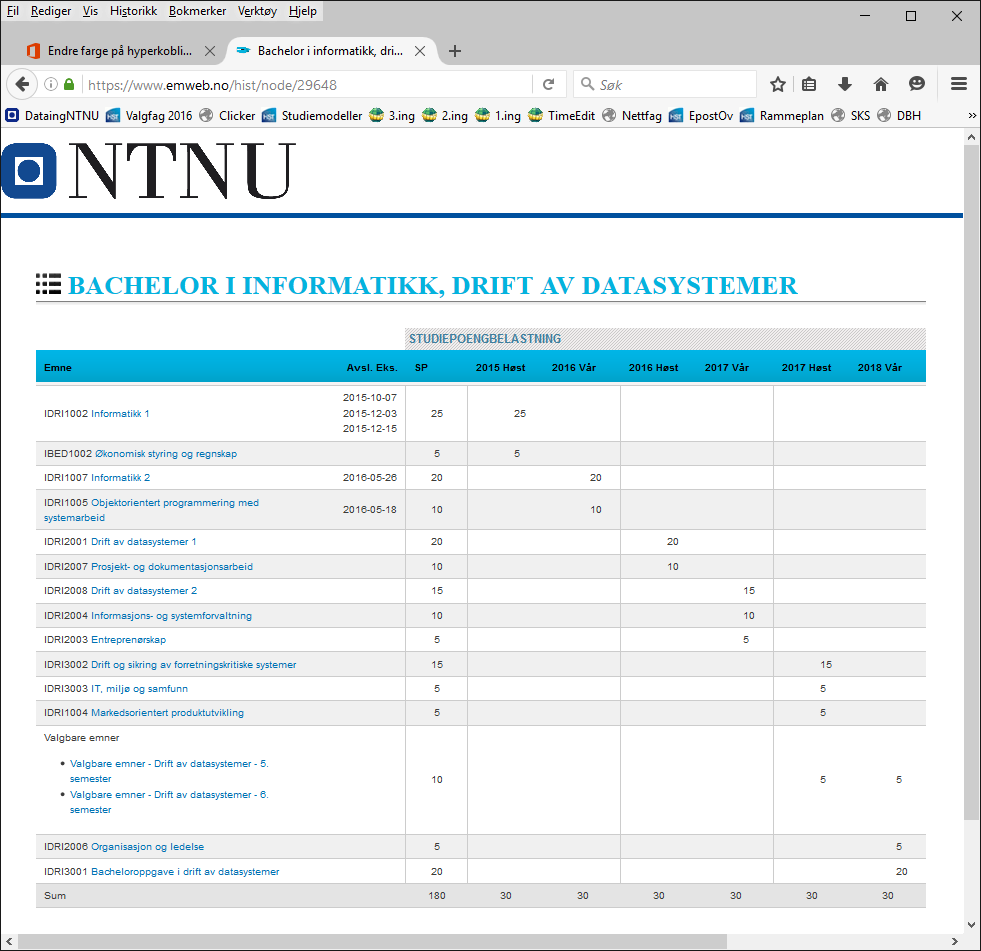 Fil Rediger Vis Historikk Bokmerker Verktøy Hjelp
Endre farge på hyperkobli... Bachelor i informatikk, dri...
https://www.emweb.no/hist/node/29648 Søk
DataingNTNU Valgfag 2016 Clicker Studiemodeller 3.ing 2.ing 1.ing TimeEdit Nettfag EpostOv Rammeplan SKS DBH »
NTNU
BACHELOR I INFORMATIKK, DRIFT AV DATASYSTEMER
STUDIEPOENGBELASTNING
Emne Avsl. Eks. SP 2015 Høst 2016 Vår 2016 Høst 2017 Vår 2017 Høst 2018 Vår
2015-10-07
IDRI1002 Informatikk 1 2015-12-03 25 25
2015-12-15
IBED1002 Økonomisk styring og regnskap 5 5
IDRI1007 Informatikk 2 2016-05-26 20 20
IDRI1005 Objektorientert programmering med
systemarbeid 2016-05-18 10 10
IDRI2001 Drift av datasystemer 1 20 20
IDRI2007 Prosjekt- og dokumentasjonsarbeid 10 10
IDRI2008 Drift av datasystemer 2 15 15
IDRI2004 Informasjons- og systemforvaltning 10 10
IDRI2003 Entreprenørskap 5 5
IDRI3002 Drift og sikring av forretningskritiske systemer 15 15
IDRI3003 IT, miljø og samfunn 5 5
IDRI1004 Markedsorientert produktutvikling 5 5
Valgbare emner
• Valgbare emner - Drift av datasystemer - 5.
semester 10 5 5
• Valgbare emner - Drift av datasystemer - 6.
semester
IDRI2006 Organisasjon og ledelse 5 5
IDRI3001 Bacheloroppgave i drift av datasystemer 20 20
Sum 180 30 30 30 30 30 30